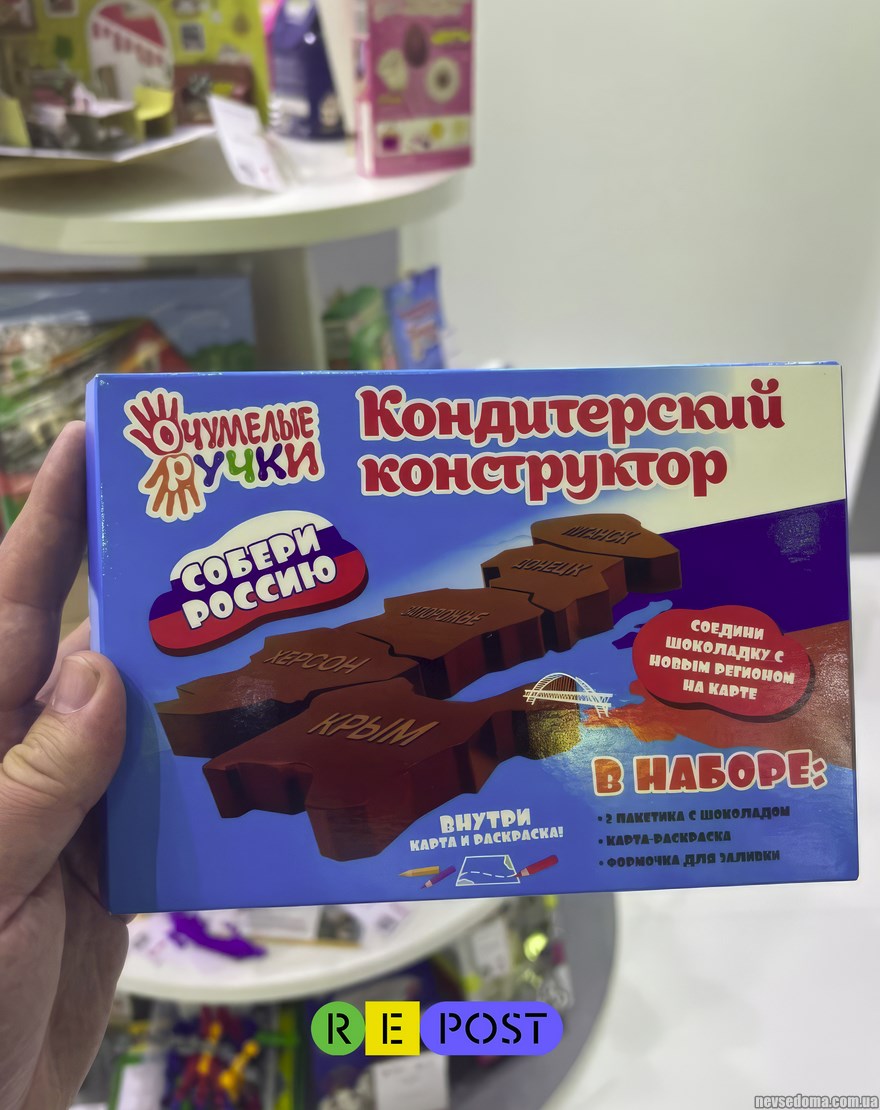 ОЧУМЕЛЫЕ
РУЧКИ
Кондитерский
конструктор
СОБЕРИ
РОССИЮ
ЛУГАНСК
ДОНЕЦК
ЗАПОРОЖЬЕ
ХЕРСОН
КРЫМ
СОЕДИНИ
ШОКОЛАДКУ С
НОВЫМ РЕГИОНОМ
НА КАРТЕ
В НАБОРЕ:
• 2 ПАКЕТИКА С ШОКОЛАДОМ
• КАРТА-РАСКРАСКА
• ФОРМОЧКА ДЛЯ ЗАЛИВКИ
ВНУТРИ
КАРТА И РАСКРАСКА!
REPOST
nevsedoma.com.ua